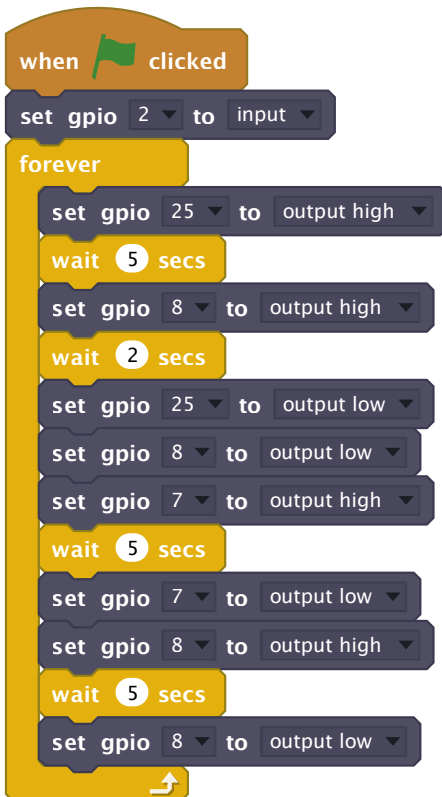 when clicked
set gpio 2 to input
forever
set gpio 25 to output high
wait 5 secs
set gpio 8 to output high
wait 2 secs
set gpio 25 to output low
set gpio 8 to output low
set gpio 7 to output high
wait 5 secs
set gpio 7 to output low
set gpio 8 to output high
wait 5 secs
set gpio 8 to output low